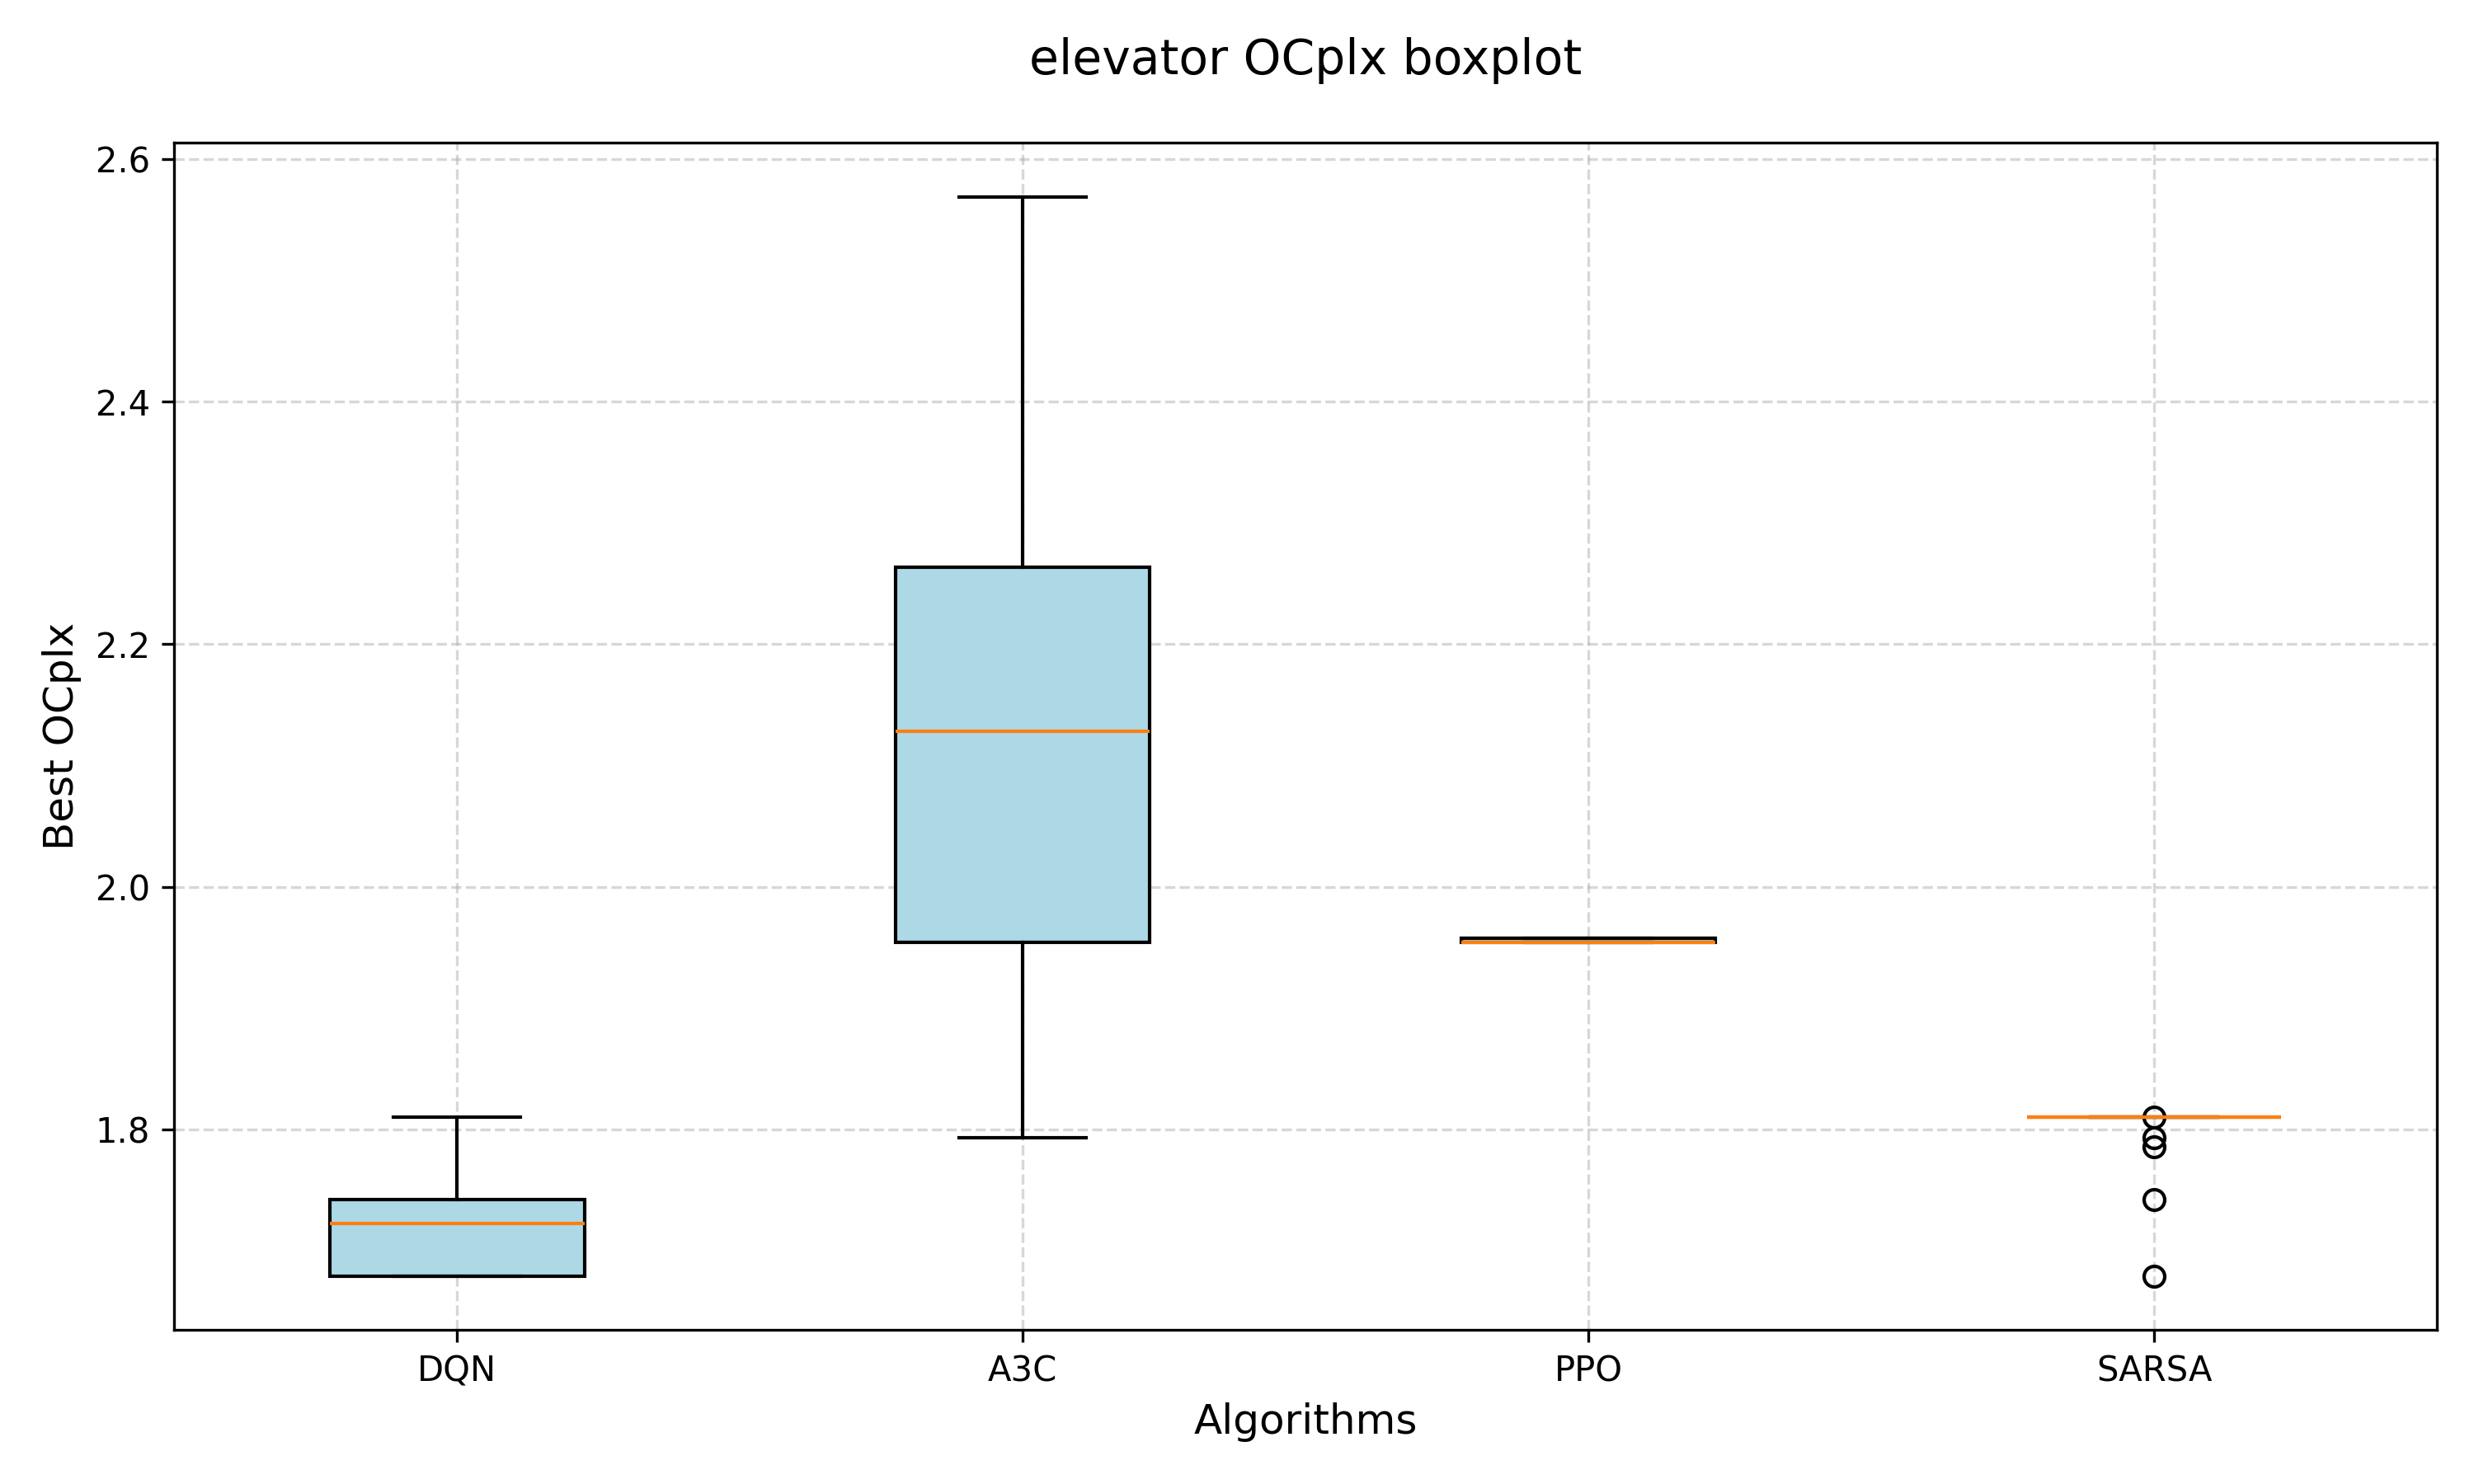 elevator OCplx boxplot
2.6
2.4
2.2
2.0
1.8
Best OCplx
DQN
A3C
PPO
SARSA
Algorithms